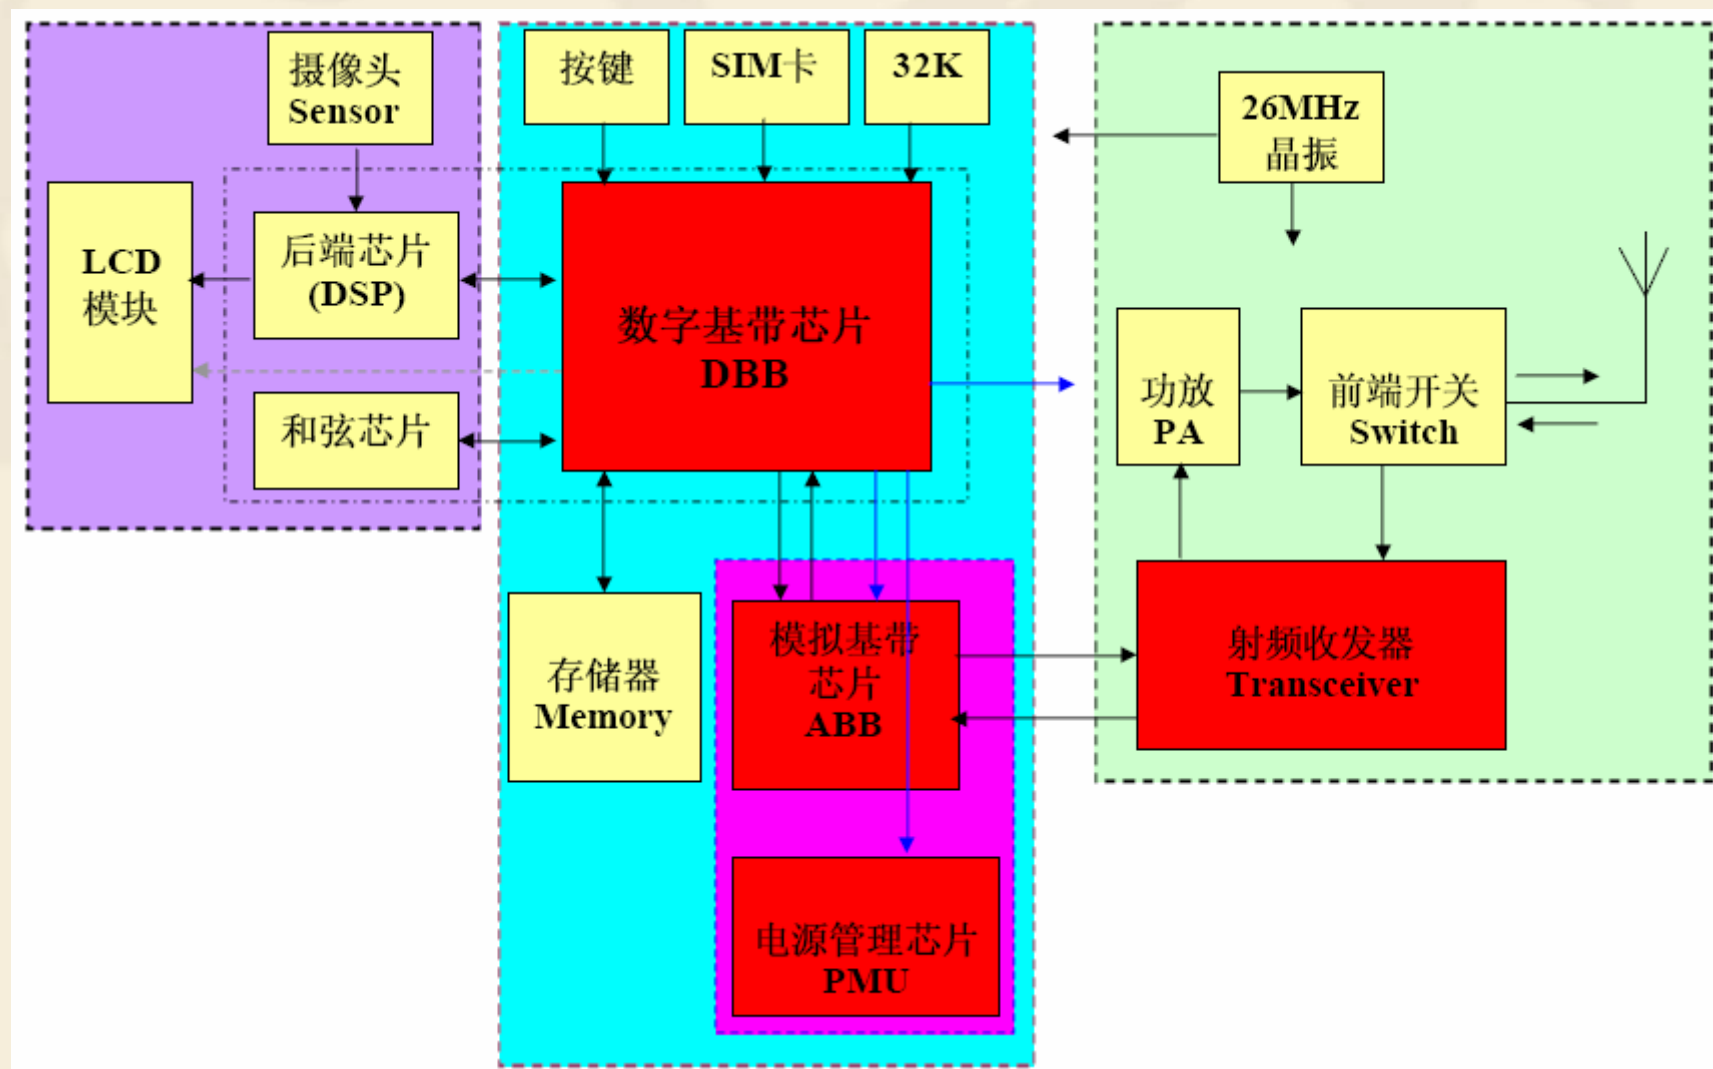 摄像头
Sensor
按键
SIM卡
32K
26MHz
晶振
LCD
模块
后端芯片
(DSP)
数字基带芯片
DBB
和弦芯片
功放
PA
前端开关
Switch
存储器
Memory
模拟基带
芯片
ABB
射频收发器
Transceiver
电源管理芯片
PMU